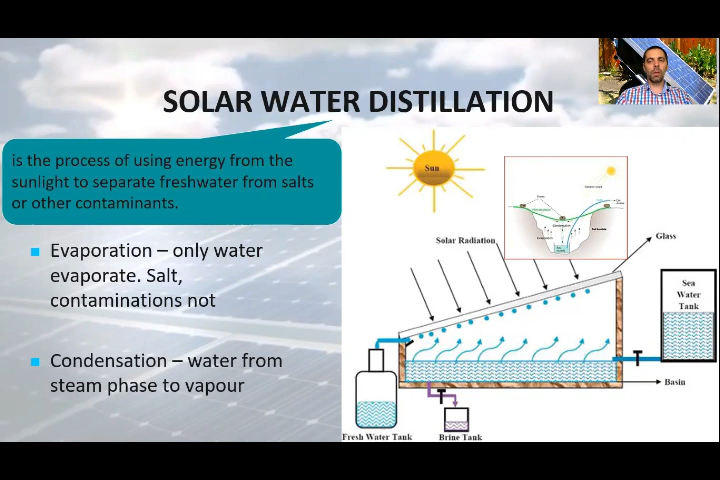 SOLAR WATER DISTILLATION
is the process of using energy from the
sunlight to separate freshwater from salts
or other contaminants.
Evaporation – only water
evaporate. Salt,
contaminations not
Condensation – water from
steam phase to vapour
Sun
Solar Radiation
Glass
Sea
Water
Tank
Basin
Fresh Water Tank
Brine Tank